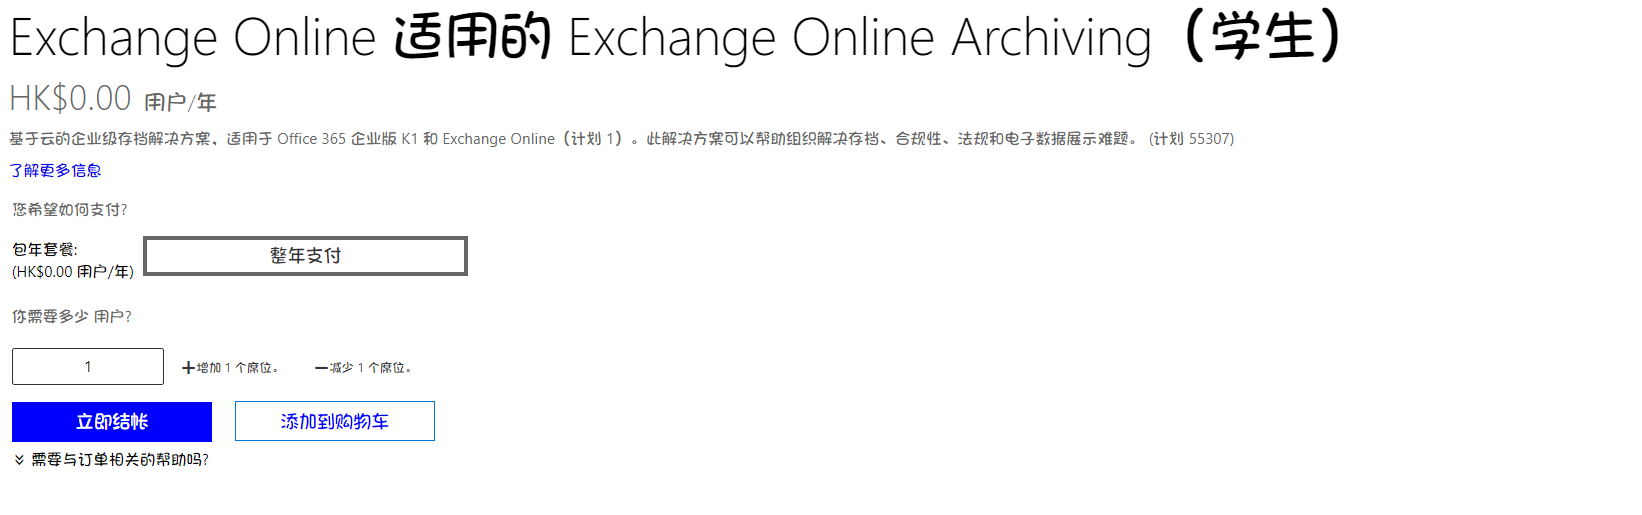 Exchange Online 适用的 Exchange Online Archiving（学生）
HK$0.00 用户/年
基于云的企业级存档解决方案，适用于 Office 365 企业版 K1 和 Exchange Online（计划 1）。此解决方案可以帮助组织解决存档、合规性、法规和电子数据展示难题。 (计划 55307)
了解更多信息
您希望如何支付?
包年套餐:
(HK$0.00 用户/年)
整年支付
你需要多少 用户?
1 +增加 1 个席位。 −减少 1 个席位。
立即结帐 添加到购物车
需要与订单相关的帮助吗?